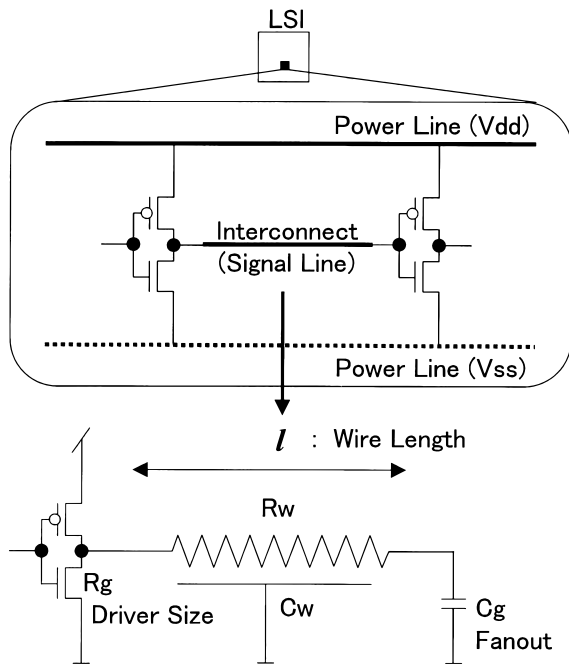 LSI
Power Line (Vdd)
Interconnect
(Signal Line)
Power Line (Vss)
l : Wire Length
Rw
Rg
Driver Size
Cw
Cg
Fanout